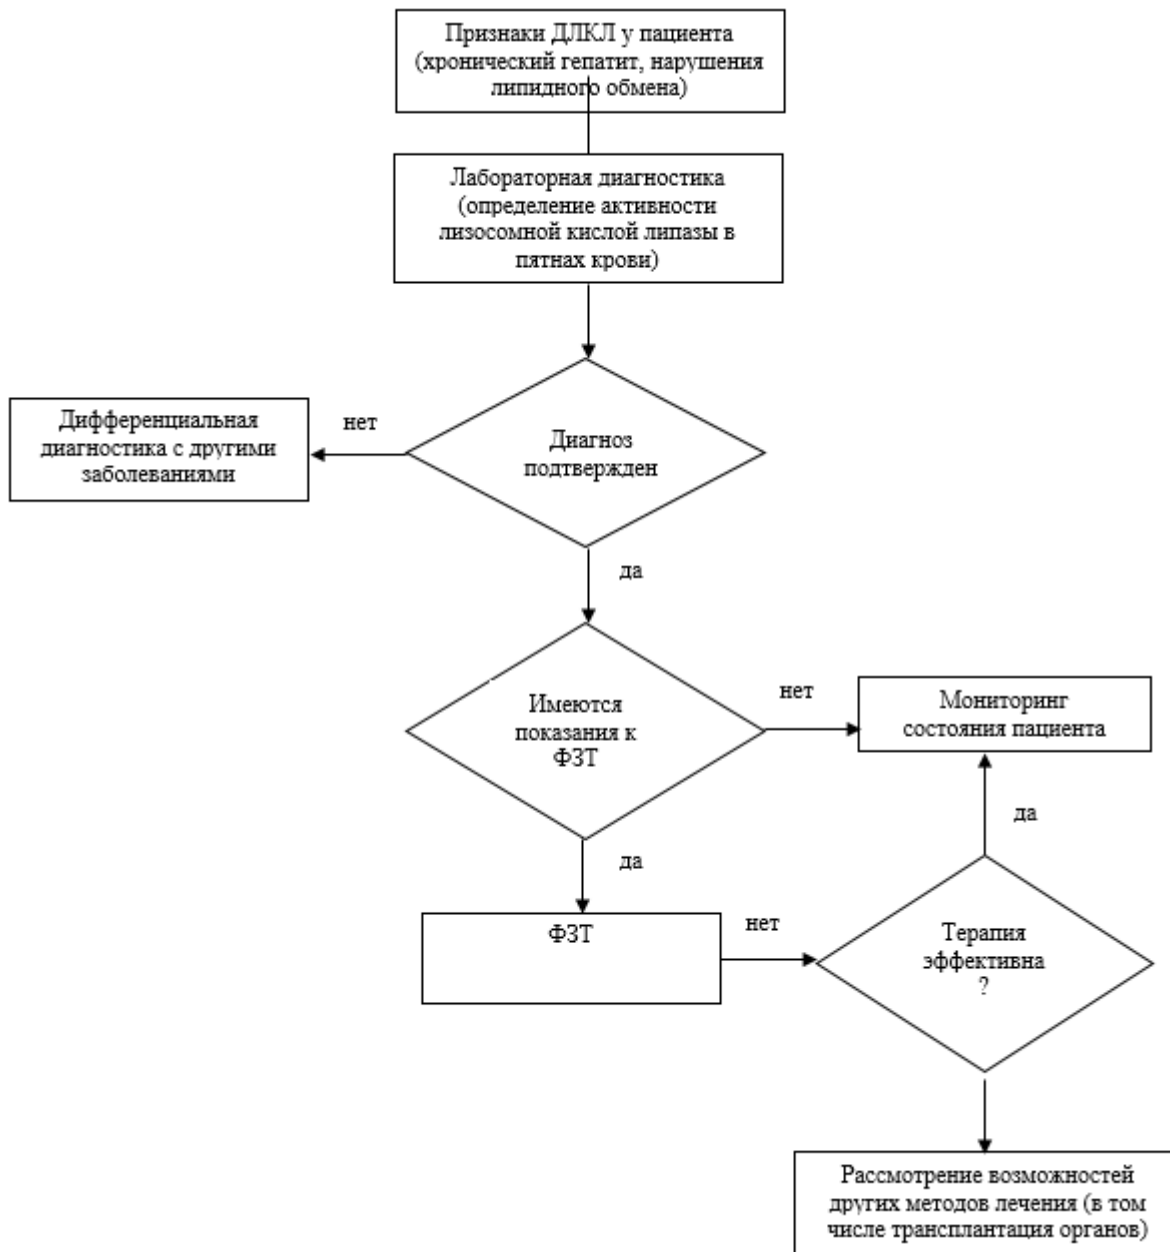 Признаки ДЛКЛ у пациента
(хронический гепатит, нарушения
липидного обмена)
Лабораторная диагностика
(определение активности
лизосомной кислой липазы в
пятнах крови)
Диагноз
подтвержден
нет
Дифференциальная
диагностика с другими
заболеваниями
да
Имеются
показания к
ФЗТ
нет
Мониторинг
состояния пациента
да
да
ФЗТ
нет
Терапия
эффективна
?
Рассмотрение возможностей
других методов лечения (в том
числе трансплантация органов)